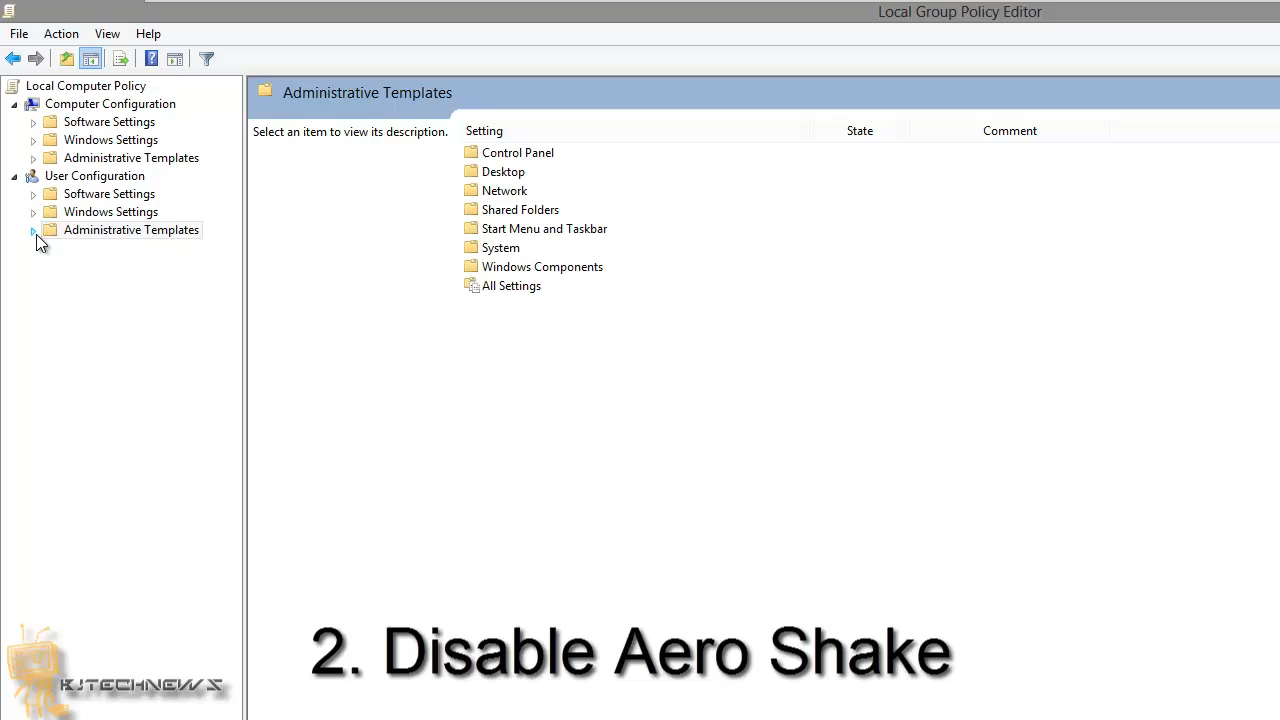 Local Group Policy Editor
File Action View Help
Local Computer Policy
Computer Configuration
Software Settings
Windows Settings
Administrative Templates
User Configuration
Software Settings
Windows Settings
Administrative Templates
Administrative Templates
Select an item to view its description.
Setting State Comment
Control Panel
Desktop
Network
Shared Folders
Start Menu and Taskbar
System
Windows Components
All Settings
2. Disable Aero Shake
KJTECHNEWS